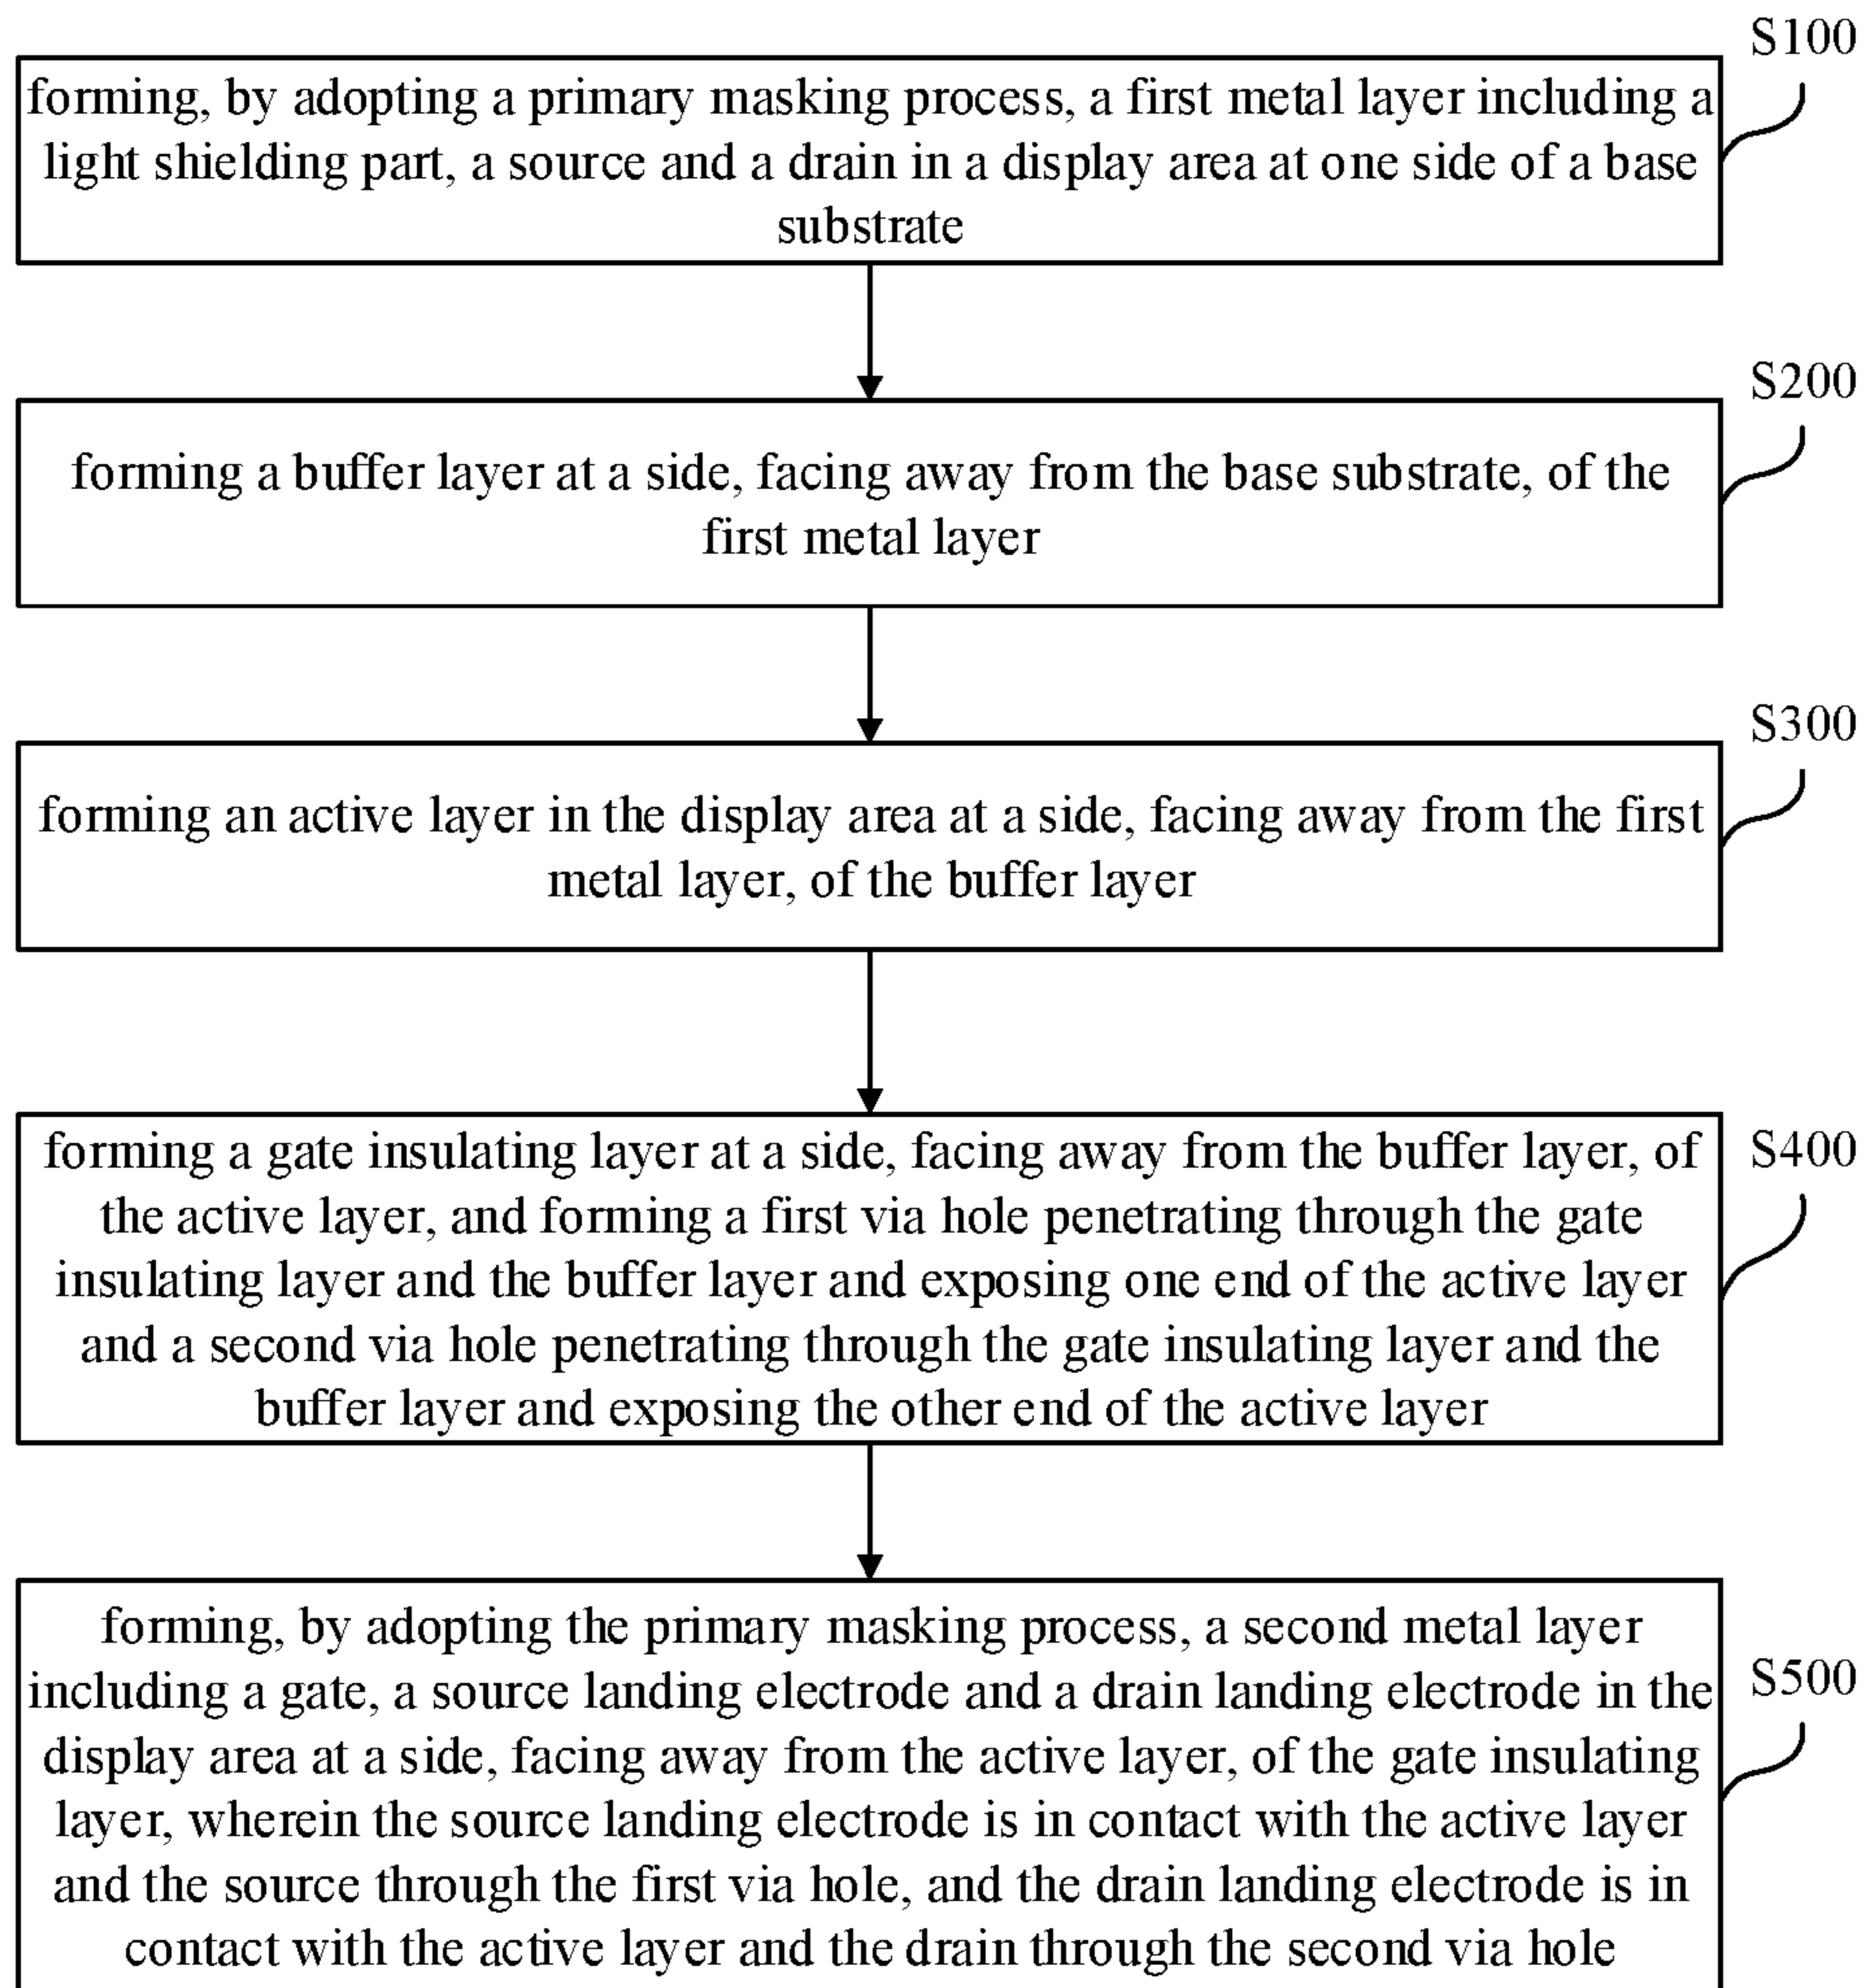 S100
forming, by adopting a primary masking process, a first metal layer including a
light shielding part, a source and a drain in a display area at one side of a base
substrate
S200
forming a buffer layer at a side, facing away from the base substrate, of the
first metal layer
S300
forming an active layer in the display area at a side, facing away from the first
metal layer, of the buffer layer
S400
forming a gate insulating layer at a side, facing away from the buffer layer, of
the active layer, and forming a first via hole penetrating through the gate
insulating layer and the buffer layer and exposing one end of the active layer
and a second via hole penetrating through the gate insulating layer and the
buffer layer and exposing the other end of the active layer
S500
forming, by adopting the primary masking process, a second metal layer
including a gate, a source landing electrode and a drain landing electrode in the
display area at a side, facing away from the active layer, of the gate insulating
layer, wherein the source landing electrode is in contact with the active layer
and the source through the first via hole, and the drain landing electrode is in
contact with the active layer and the drain through the second via hole